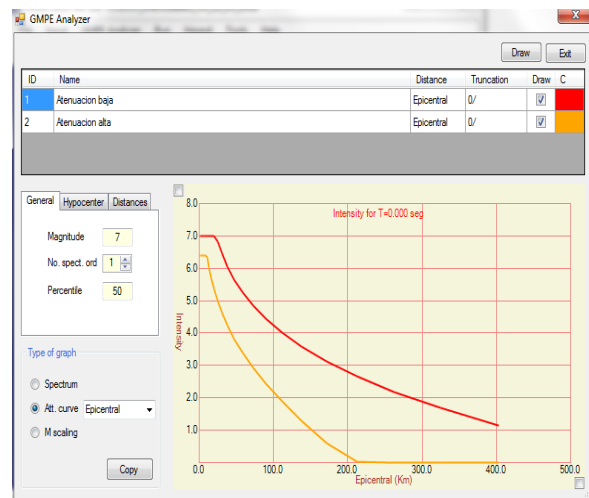 GMPE Analyzer
Draw Exit
ID Name Distance Truncation Draw C
1 Atenuacion baja Epicentral 0/
2 Atenuacion alta Epicentral 0/
General Hypocenter Distances
Magnitude 7
No. spect. ord 1
Percentile 50
Type of graph
Spectrum
Att. curve Epicentral
M scaling
Copy
Intensity for T=0.000 seg
8.0
7.0
6.0
5.0
4.0
3.0
2.0
1.0
Intensity
0.0 100.0 200.0 300.0 400.0 500.0
Epicentral (Km)